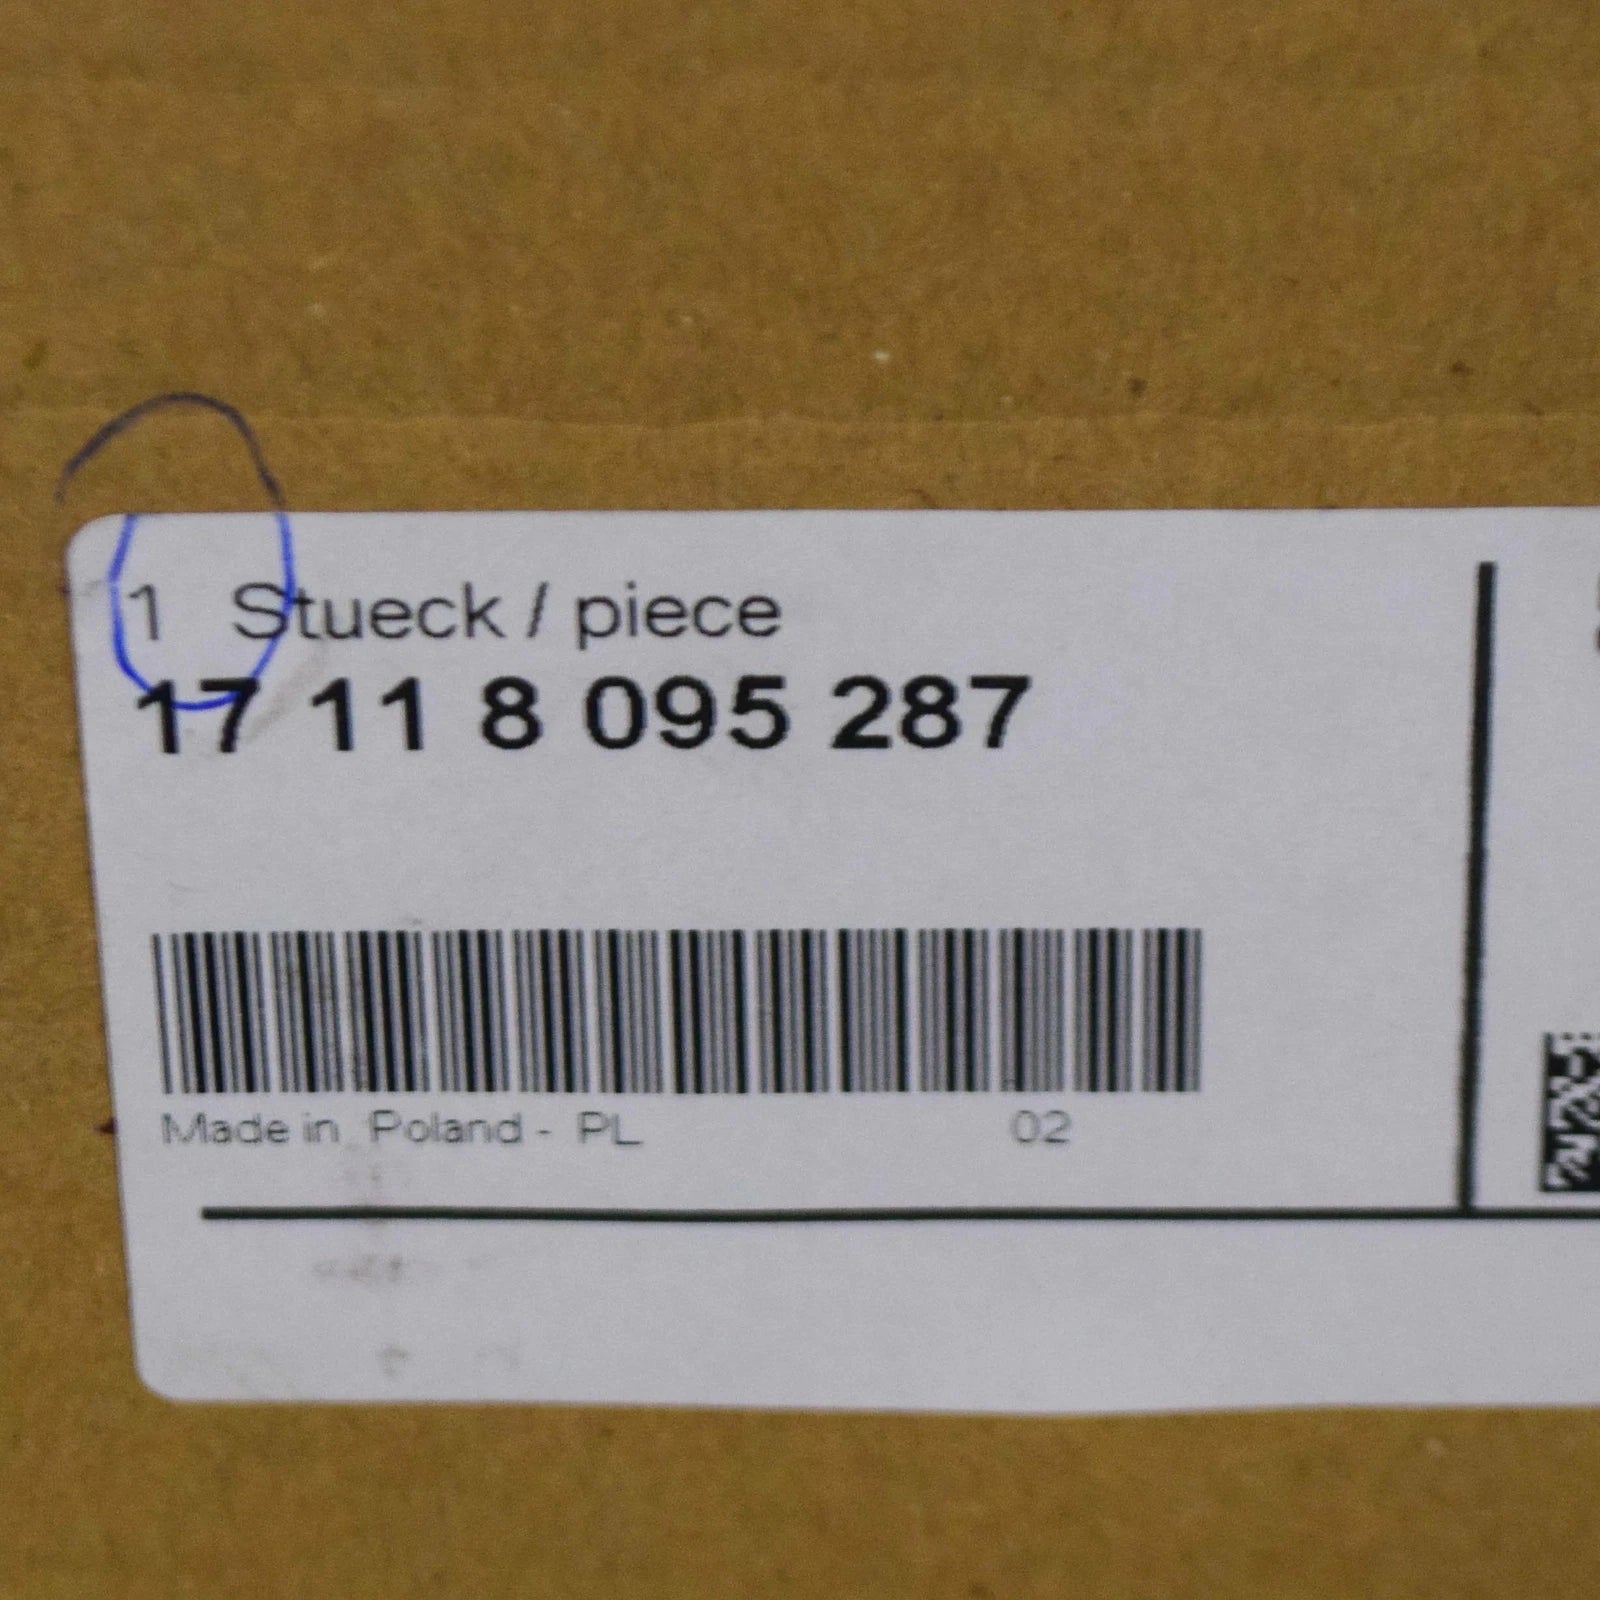 1 Stueck / piece
17 11 8 095 287
Made in Poland - PL 02